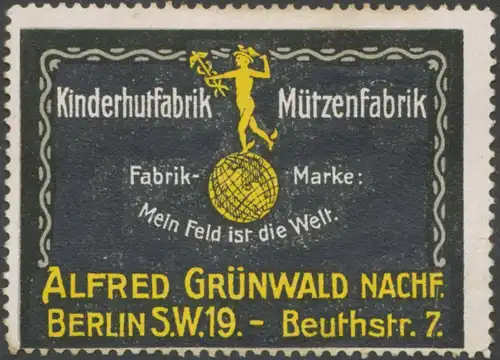 Kinderhutfabrik Mützenfabrik
Fabrik- Marke:
Mein Feld ist die Welt.
ALFRED GRÜNWALD NACHF.
BERLIN S.W.19. - Beuthstr. 7.